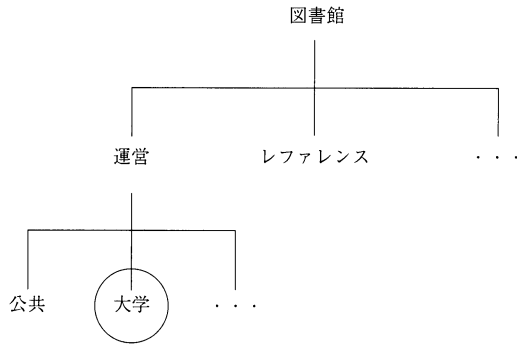 図書館
運営 レファレンス ・・・
公共 大学 ・・・